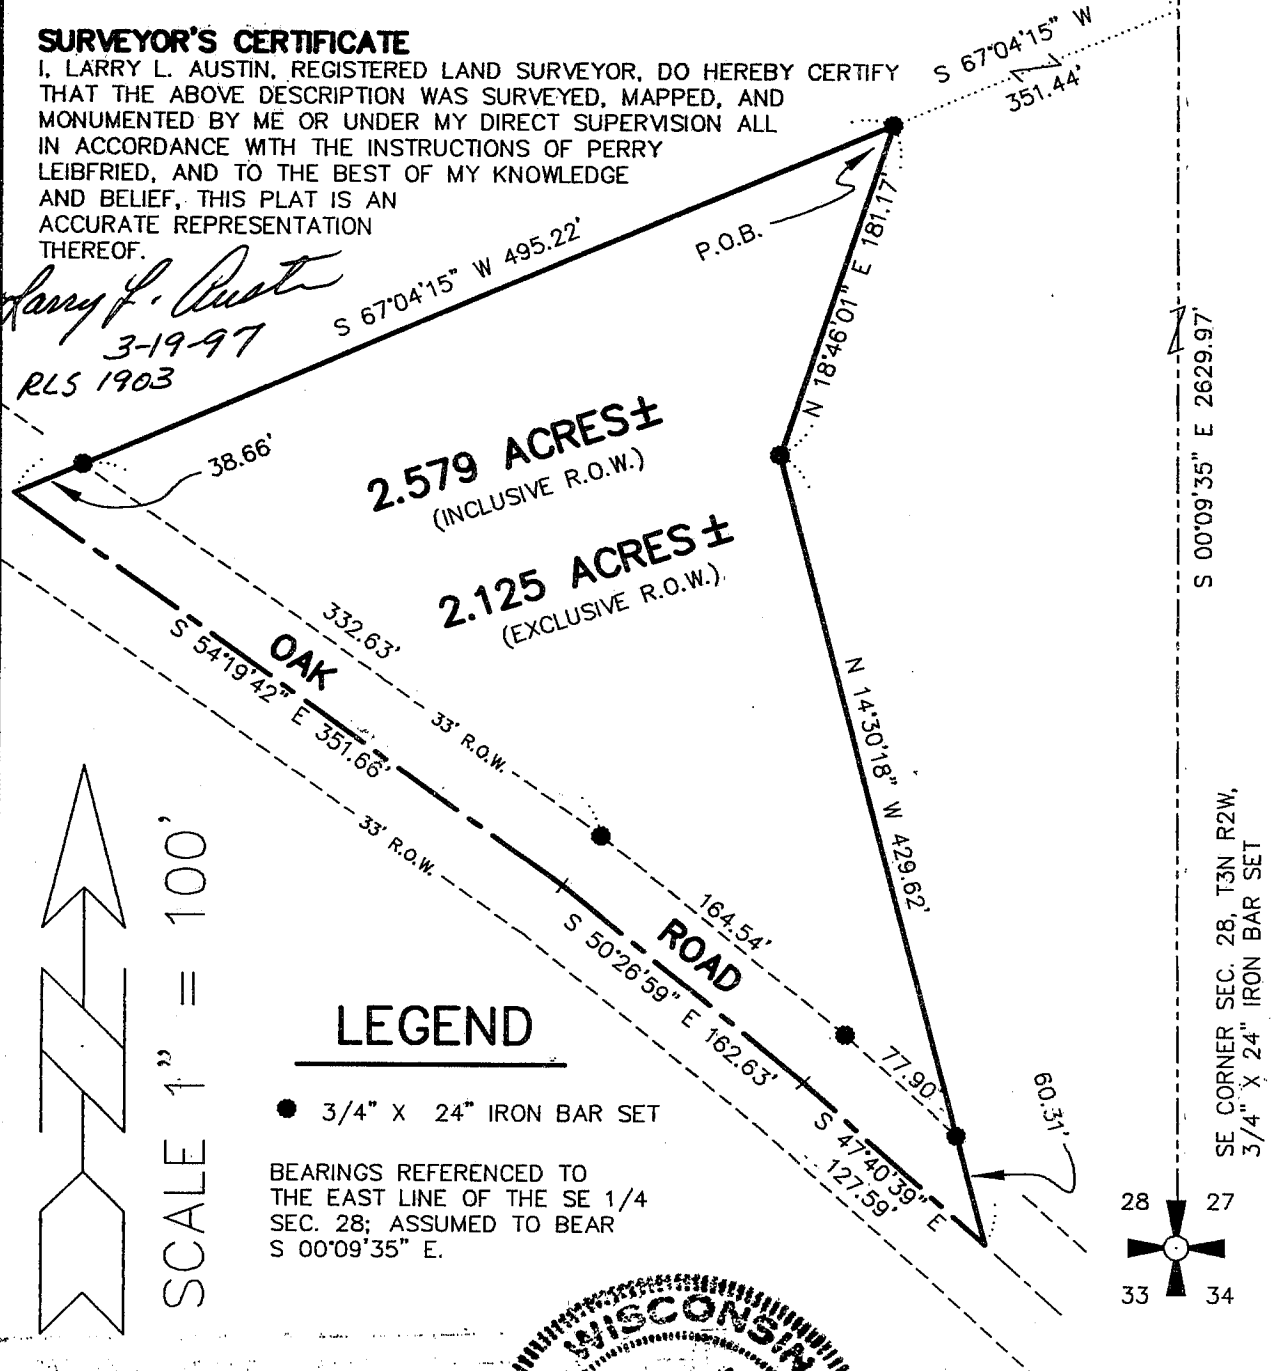 SURVEYOR'S CERTIFICATE
I, LARRY L. AUSTIN, REGISTERED LAND SURVEYOR, DO HEREBY CERTIFY
THAT THE ABOVE DESCRIPTION WAS SURVEYED, MAPPED, AND
MONUMENTED BY ME OR UNDER MY DIRECT SUPERVISION ALL
IN ACCORDANCE WITH THE INSTRUCTIONS OF PERRY
LEIBFRIED, AND TO THE BEST OF MY KNOWLEDGE
AND BELIEF, THIS PLAT IS AN
ACCURATE REPRESENTATION
THEREOF.
Larry L. Austin
3-19-97
RLS 1903
S 67°04'15" W
351.44'
P.O.B.
N 18°46'01" E 181.17'
S 67°04'15" W 495.22'
38.66'
2.579 ACRES±
(INCLUSIVE R.O.W.)
2.125 ACRES±
(EXCLUSIVE R.O.W.)
S 00°09'35" E 2629.97'
332.63'
OAK
S 54°19'42" E 351.66'
33' R.O.W.
33' R.O.W.
N 14°30'18" W 429.62'
164.54'
ROAD
S 50°26'59" E 162.63'
77.90'
60.31'
S 47°40'39" E
127.59'
SCALE 1" = 100'
LEGEND
3/4" X 24" IRON BAR SET
BEARINGS REFERENCED TO
THE EAST LINE OF THE SE 1/4
SEC. 28; ASSUMED TO BEAR
S 00°09'35" E.
SE CORNER SEC. 28, T3N R2W,
3/4" X 24" IRON BAR SET
28 27
33 34
WISCONSIN